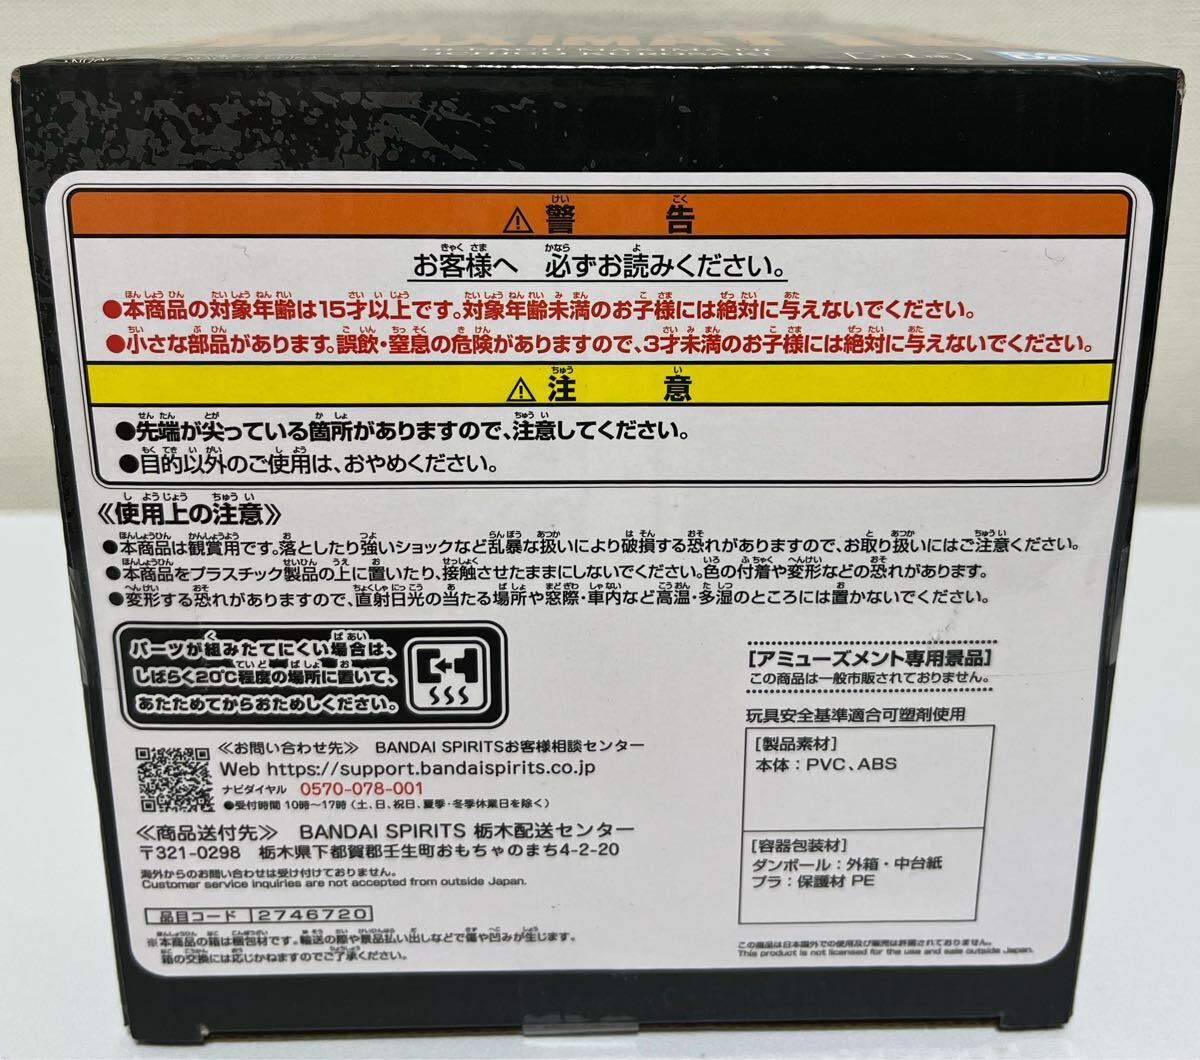 ⚠警告
お客様へ 必ずお読みください。
●本商品の対象年齢は15才以上です。対象年齢未満のお子様には絶対に与えないでください。
●小さな部品があります。誤飲・窒息の危険がありますので、3才未満のお子様には絶対に与えないでください。
⚠注意
●先端が尖っている箇所がありますので、注意してください。
●目的以外のご使用は、おやめください。
《使用上の注意》
●本商品は観賞用です。落としたり強いショックなど乱暴な扱いにより破損する恐れがありますので、お取り扱いにはご注意ください。
●本商品をプラスチック製品の上に置いたり、接触させたままにしないでください。色の付着や変形などの恐れがあります。
●変形する恐れがありますので、直射日光の当たる場所や窓際・車内など高温・多湿のところには置かないでください。
パーツが組みたてにくい場合は、
しばらく20℃程度の場所に置いて、
あたためてからおためしください。
[アミューズメント専用景品]
この商品は一般市販されておりません。
玩具安全基準適合可塑剤使用
[製品素材]
本体:PVC、ABS
[容器包装材]
ダンボール:外箱・中台紙
プラ:保護材 PE
≪お問い合わせ先≫ BANDAI SPIRITSお客様相談センター
Web https://support.bandaispirits.co.jp
ナビダイヤル 0570-078-001
●受付時間 10時〜17時(土、日、祝日、夏季・冬季休業日を除く)
≪商品送付先≫ BANDAI SPIRITS 栃木配送センター
〒321-0298 栃木県下都賀郡壬生町おもちゃのまち4-2-20
海外からのお問い合わせは受け付けておりません。
Customer service inquiries are not accepted from outside Japan.
品目コード 2746720
※本商品の箱は梱包材です。輸送の際や景品払い出しなどで傷や凹みが生じます。
箱の交換には応じかねますのでご了承ください。
この商品は日本国外での使用及び販売は許諾されておりません。
This product is not licensed for the use and sale outside Japan.